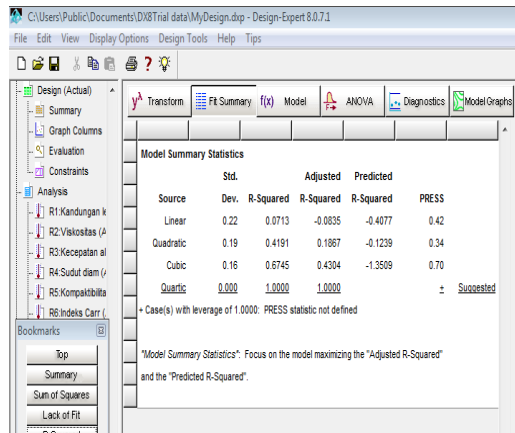 C:\Users\Public\Documents\DX8Trial data\MyDesign.dxp - Design-Expert 8.0.7.1
File Edit View Display Options Design Tools Help Tips
Design (Actual)
Summary
Graph Columns
Evaluation
Constraints
Analysis
R1:Kandungan le
R2:Viskositas (A
R3:Kecepatan al
R4:Sudut diam (A
R5:Kompaktibilita
R6:Indeks Carr (
Bookmarks
Top
Summary
Sum of Squares
Lack of Fit
yλ Transform Fit Summary f(x) Model ANOVA Diagnostics Model Graphs
Model Summary Statistics
Std. Adjusted Predicted
Source Dev. R-Squared R-Squared R-Squared PRESS
Linear 0.22 0.0713 -0.0835 -0.4077 0.42
Quadratic 0.19 0.4191 0.1867 -0.1239 0.34
Cubic 0.16 0.6745 0.4304 -1.3509 0.70
Quartic 0.000 1.0000 1.0000 + Suggested
+ Case(s) with leverage of 1.0000: PRESS statistic not defined
"Model Summary Statistics": Focus on the model maximizing the "Adjusted R-Squared"
and the "Predicted R-Squared".